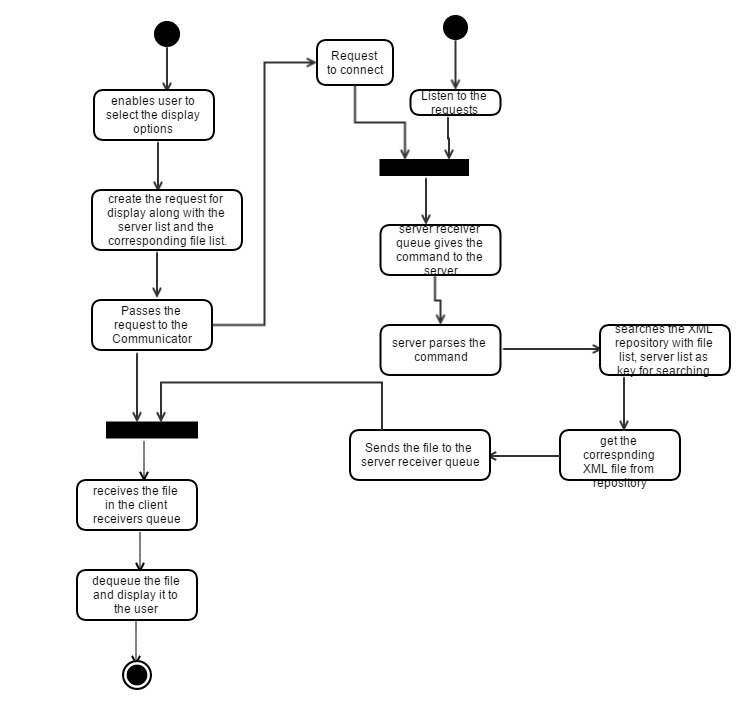 enables user to
select the display
options
create the request for
display along with the
server list and the
corresponding file list.
Passes the
request to the
Communicator
Request
to connect
Listen to the
requests
server receiver
queue gives the
command to the
server
server parses the
command
searches the XML
repository with file
list, server list as
key for searching
get the
correspnding
XML file from
repository
Sends the file to the
server receiver queue
receives the file
in the client
receivers queue
dequeue the file
and display it to
the user